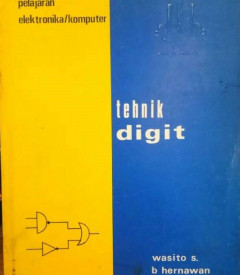 pelajaran
elektronika/komputer
tehnik
digit
wasito s.
b hernawan